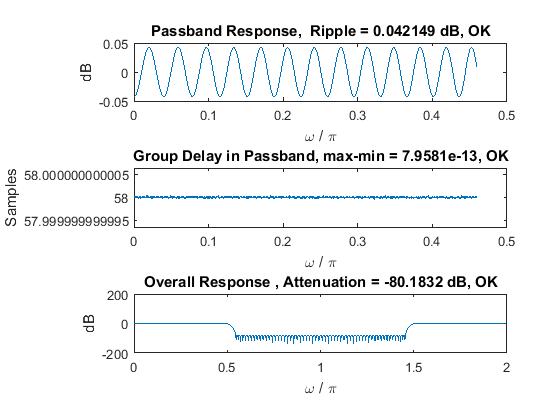 Passband Response,  Ripple = 0.042149 dB, OK
0.05
0
-0.05
dB
0 0.1 0.2 0.3 0.4 0.5
ω / π
Group Delay in Passband, max-min = 7.9581e-13, OK
58.000000000005
58
57.999999999995
Samples
0 0.1 0.2 0.3 0.4 0.5
ω / π
Overall Response , Attenuation = -80.1832 dB, OK
200
0
-200
dB
0 0.5 1 1.5 2
ω / π